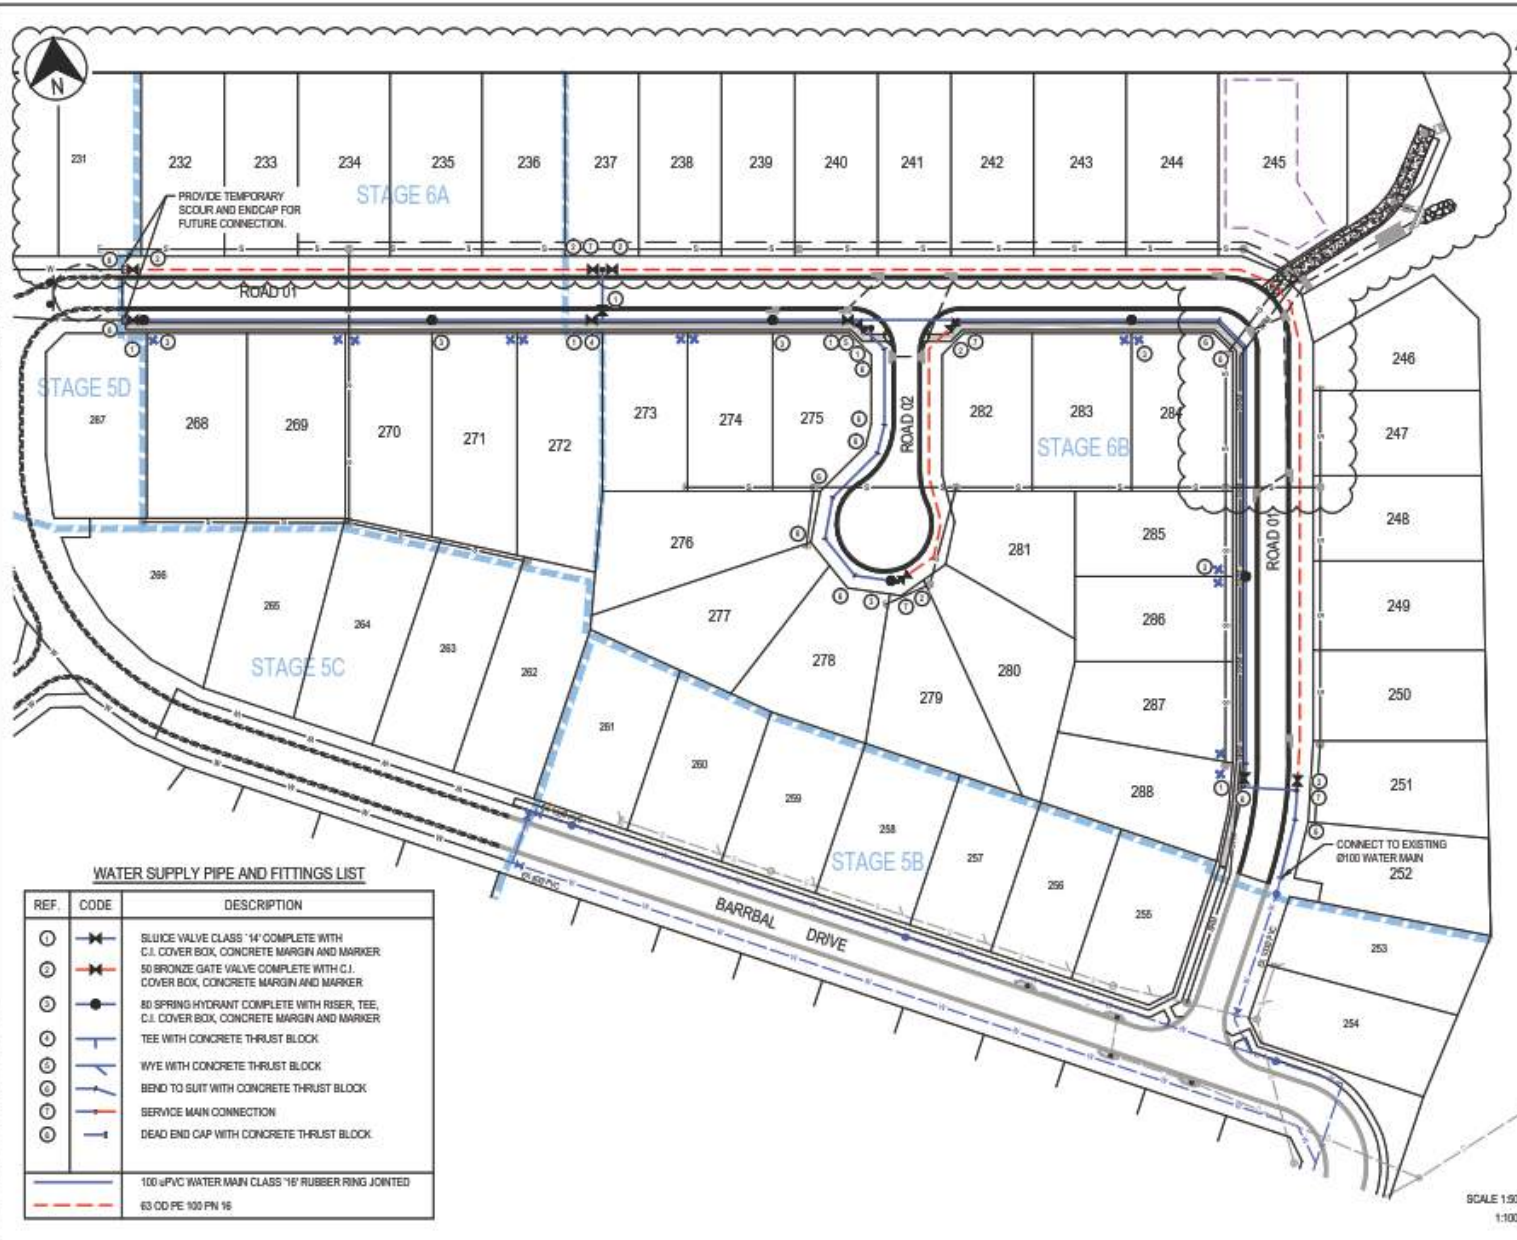 N
231
232
233
234
235
236
237
238
239
240
241
242
243
244
245
STAGE 6A
PROVIDE TEMPORARY
SCOUR AND ENDCAP FOR
FUTURE CONNECTION.
ROAD 01
STAGE 5D
267
268
269
270
271
272
273
274
275
ROAD 02
282
283
284
STAGE 6B
246
247
248
249
250
251
252
ROAD 01
276
277
278
279
280
281
285
286
287
288
266
265
264
263
262
STAGE 5C
261
260
259
258
257
256
255
STAGE 5B
CONNECT TO EXISTING
Ø100 WATER MAIN
253
254
BARRBAL DRIVE
WATER SUPPLY PIPE AND FITTINGS LIST
REF. CODE DESCRIPTION
1 SLUICE VALVE CLASS '14' COMPLETE WITH
C.I. COVER BOX, CONCRETE MARGIN AND MARKER
2 50 BRONZE GATE VALVE COMPLETE WITH C.I.
COVER BOX, CONCRETE MARGIN AND MARKER
3 80 SPRING HYDRANT COMPLETE WITH RISER, TEE,
C.I. COVER BOX, CONCRETE MARGIN AND MARKER
4 TEE WITH CONCRETE THRUST BLOCK
5 WYE WITH CONCRETE THRUST BLOCK
6 BEND TO SUIT WITH CONCRETE THRUST BLOCK
7 SERVICE MAIN CONNECTION
DEAD END CAP WITH CONCRETE THRUST BLOCK
100 uPVC WATER MAIN CLASS '16' RUBBER RING JOINTED
63 OD PE 100 PN 16
SCALE